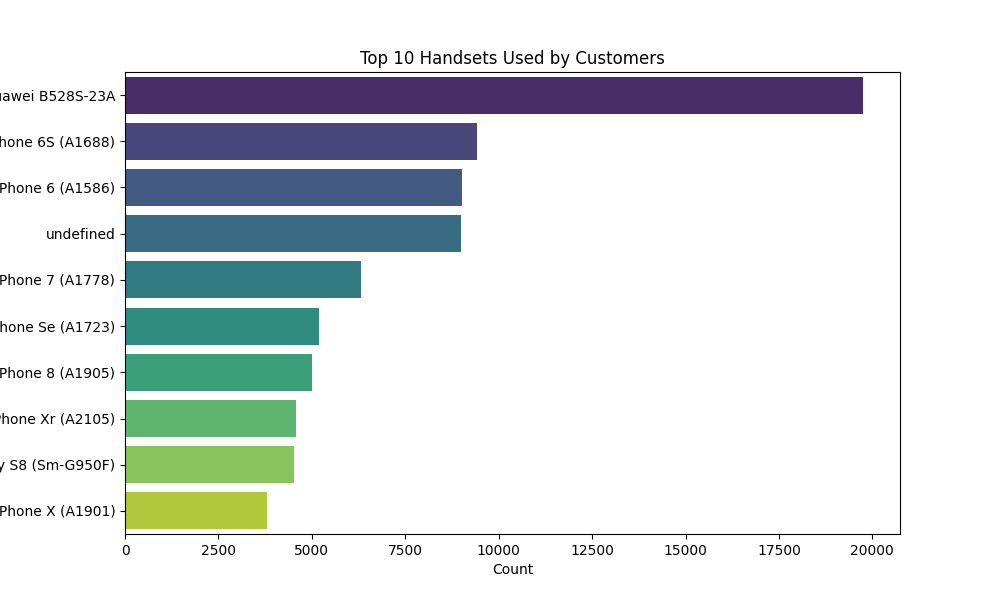 Top 10 Handsets Used by Customers
awei B528S-23A
hone 6S (A1688)
Phone 6 (A1586)
undefined
Phone 7 (A1778)
hone Se (A1723)
Phone 8 (A1905)
Phone Xr (A2105)
y S8 (Sm-G950F)
Phone X (A1901)
0 2500 5000 7500 10000 12500 15000 17500 20000
Count